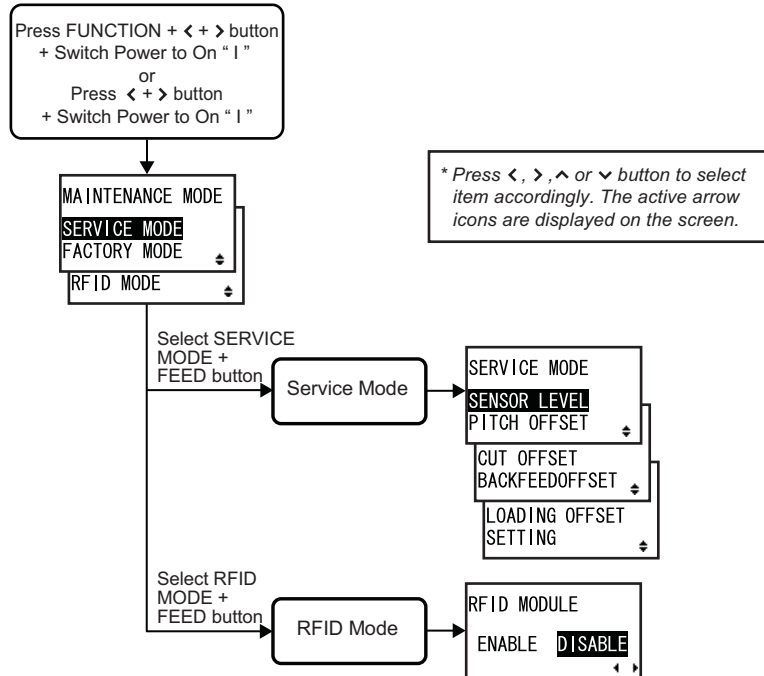 Press FUNCTION + ‹ + › button
+ Switch Power to On “ I ”
or
Press ‹ + › button
+ Switch Power to On “ I ”
MAINTENANCE MODE
SERVICE MODE
FACTORY MODE
RFID MODE
* Press ‹ , › ,^ or ⌄ button to select
item accordingly. The active arrow
icons are displayed on the screen.
Select SERVICE
MODE +
FEED button
Service Mode
SERVICE MODE
SENSOR LEVEL
PITCH OFFSET
CUT OFFSET
BACKFEEDOFFSET
LOADING OFFSET
SETTING
Select RFID
MODE +
FEED button
RFID Mode
RFID MODULE
ENABLE DISABLE